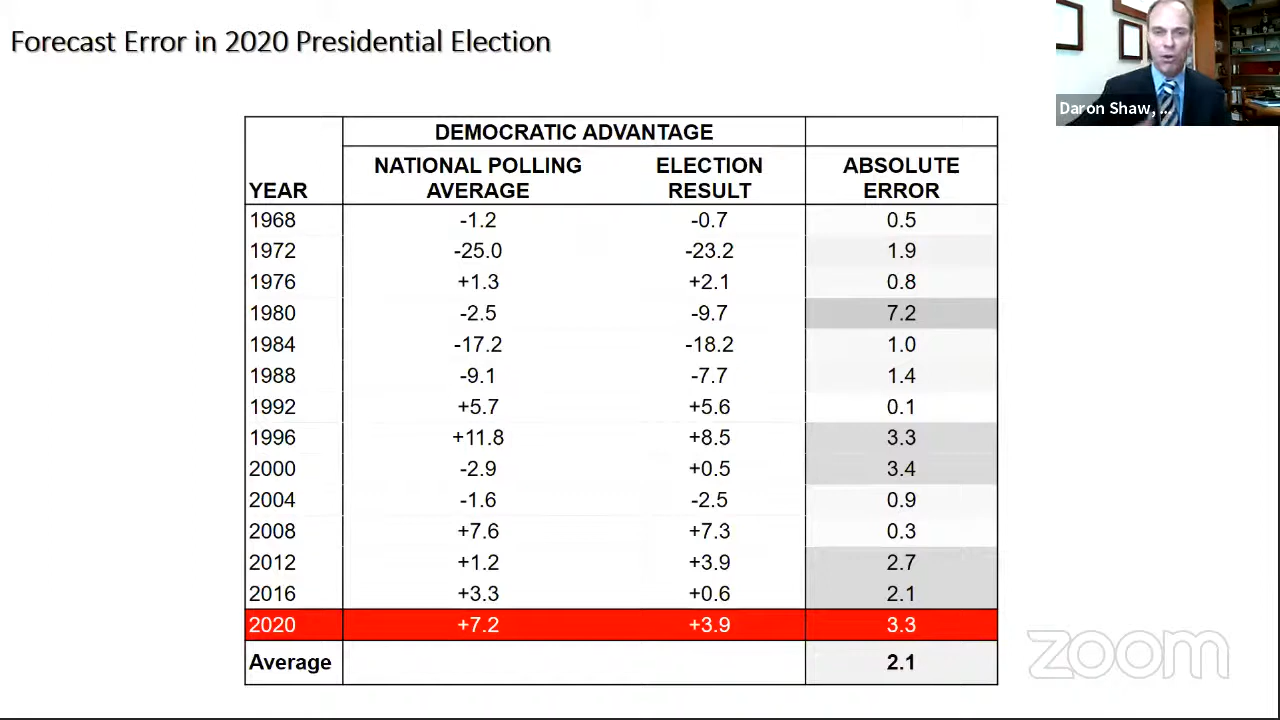 Forecast Error in 2020 Presidential Election
Daron Shaw, ...
DEMOCRATIC ADVANTAGE
YEAR NATIONAL POLLING AVERAGE ELECTION RESULT ABSOLUTE ERROR
1968 -1.2 -0.7 0.5
1972 -25.0 -23.2 1.9
1976 +1.3 +2.1 0.8
1980 -2.5 -9.7 7.2
1984 -17.2 -18.2 1.0
1988 -9.1 -7.7 1.4
1992 +5.7 +5.6 0.1
1996 +11.8 +8.5 3.3
2000 -2.9 +0.5 3.4
2004 -1.6 -2.5 0.9
2008 +7.6 +7.3 0.3
2012 +1.2 +3.9 2.7
2016 +3.3 +0.6 2.1
2020 +7.2 +3.9 3.3
Average 2.1
zoom